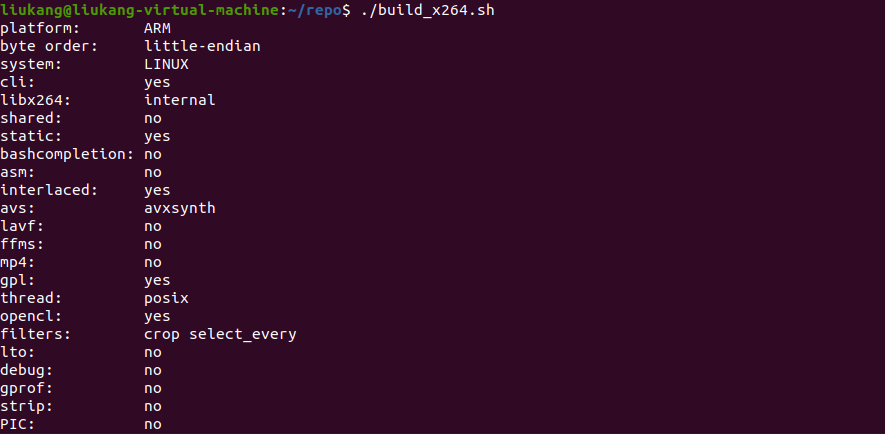 liukang@liukang-virtual-machine:~/repo$ ./build_x264.sh
platform: ARM
byte order: little-endian
system: LINUX
cli: yes
libx264: internal
shared: no
static: yes
bashcompletion: no
asm: no
interlaced: yes
avs: avxsynth
lavf: no
ffms: no
mp4: no
gpl: yes
thread: posix
opencl: yes
filters: crop select_every
lto: no
debug: no
gprof: no
strip: no
PIC: no